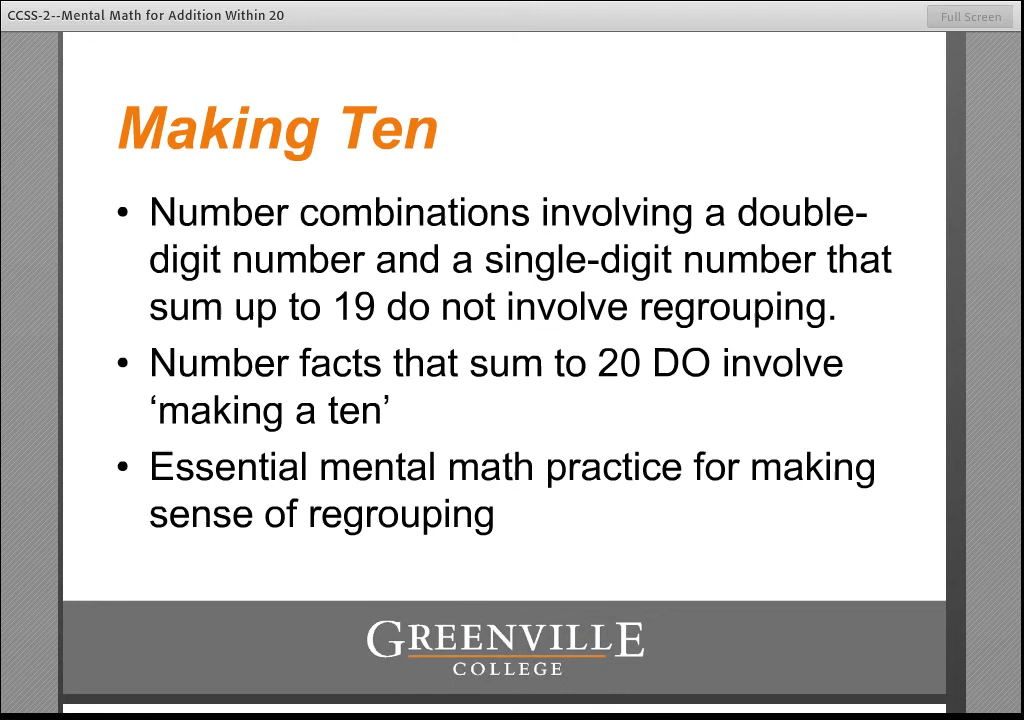 CCSS-2--Mental Math for Addition Within 20
Full Screen
Making Ten
• Number combinations involving a double-
digit number and a single-digit number that
sum up to 19 do not involve regrouping.
• Number facts that sum to 20 DO involve
‘making a ten’
• Essential mental math practice for making
sense of regrouping
GREENVILLE
COLLEGE